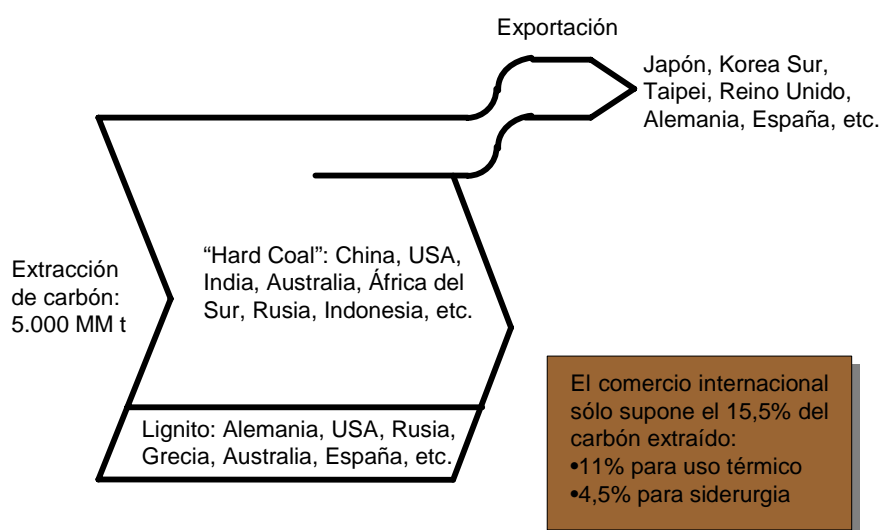 Exportación
Japón, Korea Sur,
Taipei, Reino Unido,
Alemania, España, etc.
“Hard Coal”: China, USA,
India, Australia, África del
Sur, Rusia, Indonesia, etc.
Extracción
de carbón:
5.000 MM t
Lignito: Alemania, USA, Rusia,
Grecia, Australia, España, etc.
El comercio internacional
sólo supone el 15,5% del
carbón extraído:
•11% para uso térmico
•4,5% para siderurgia